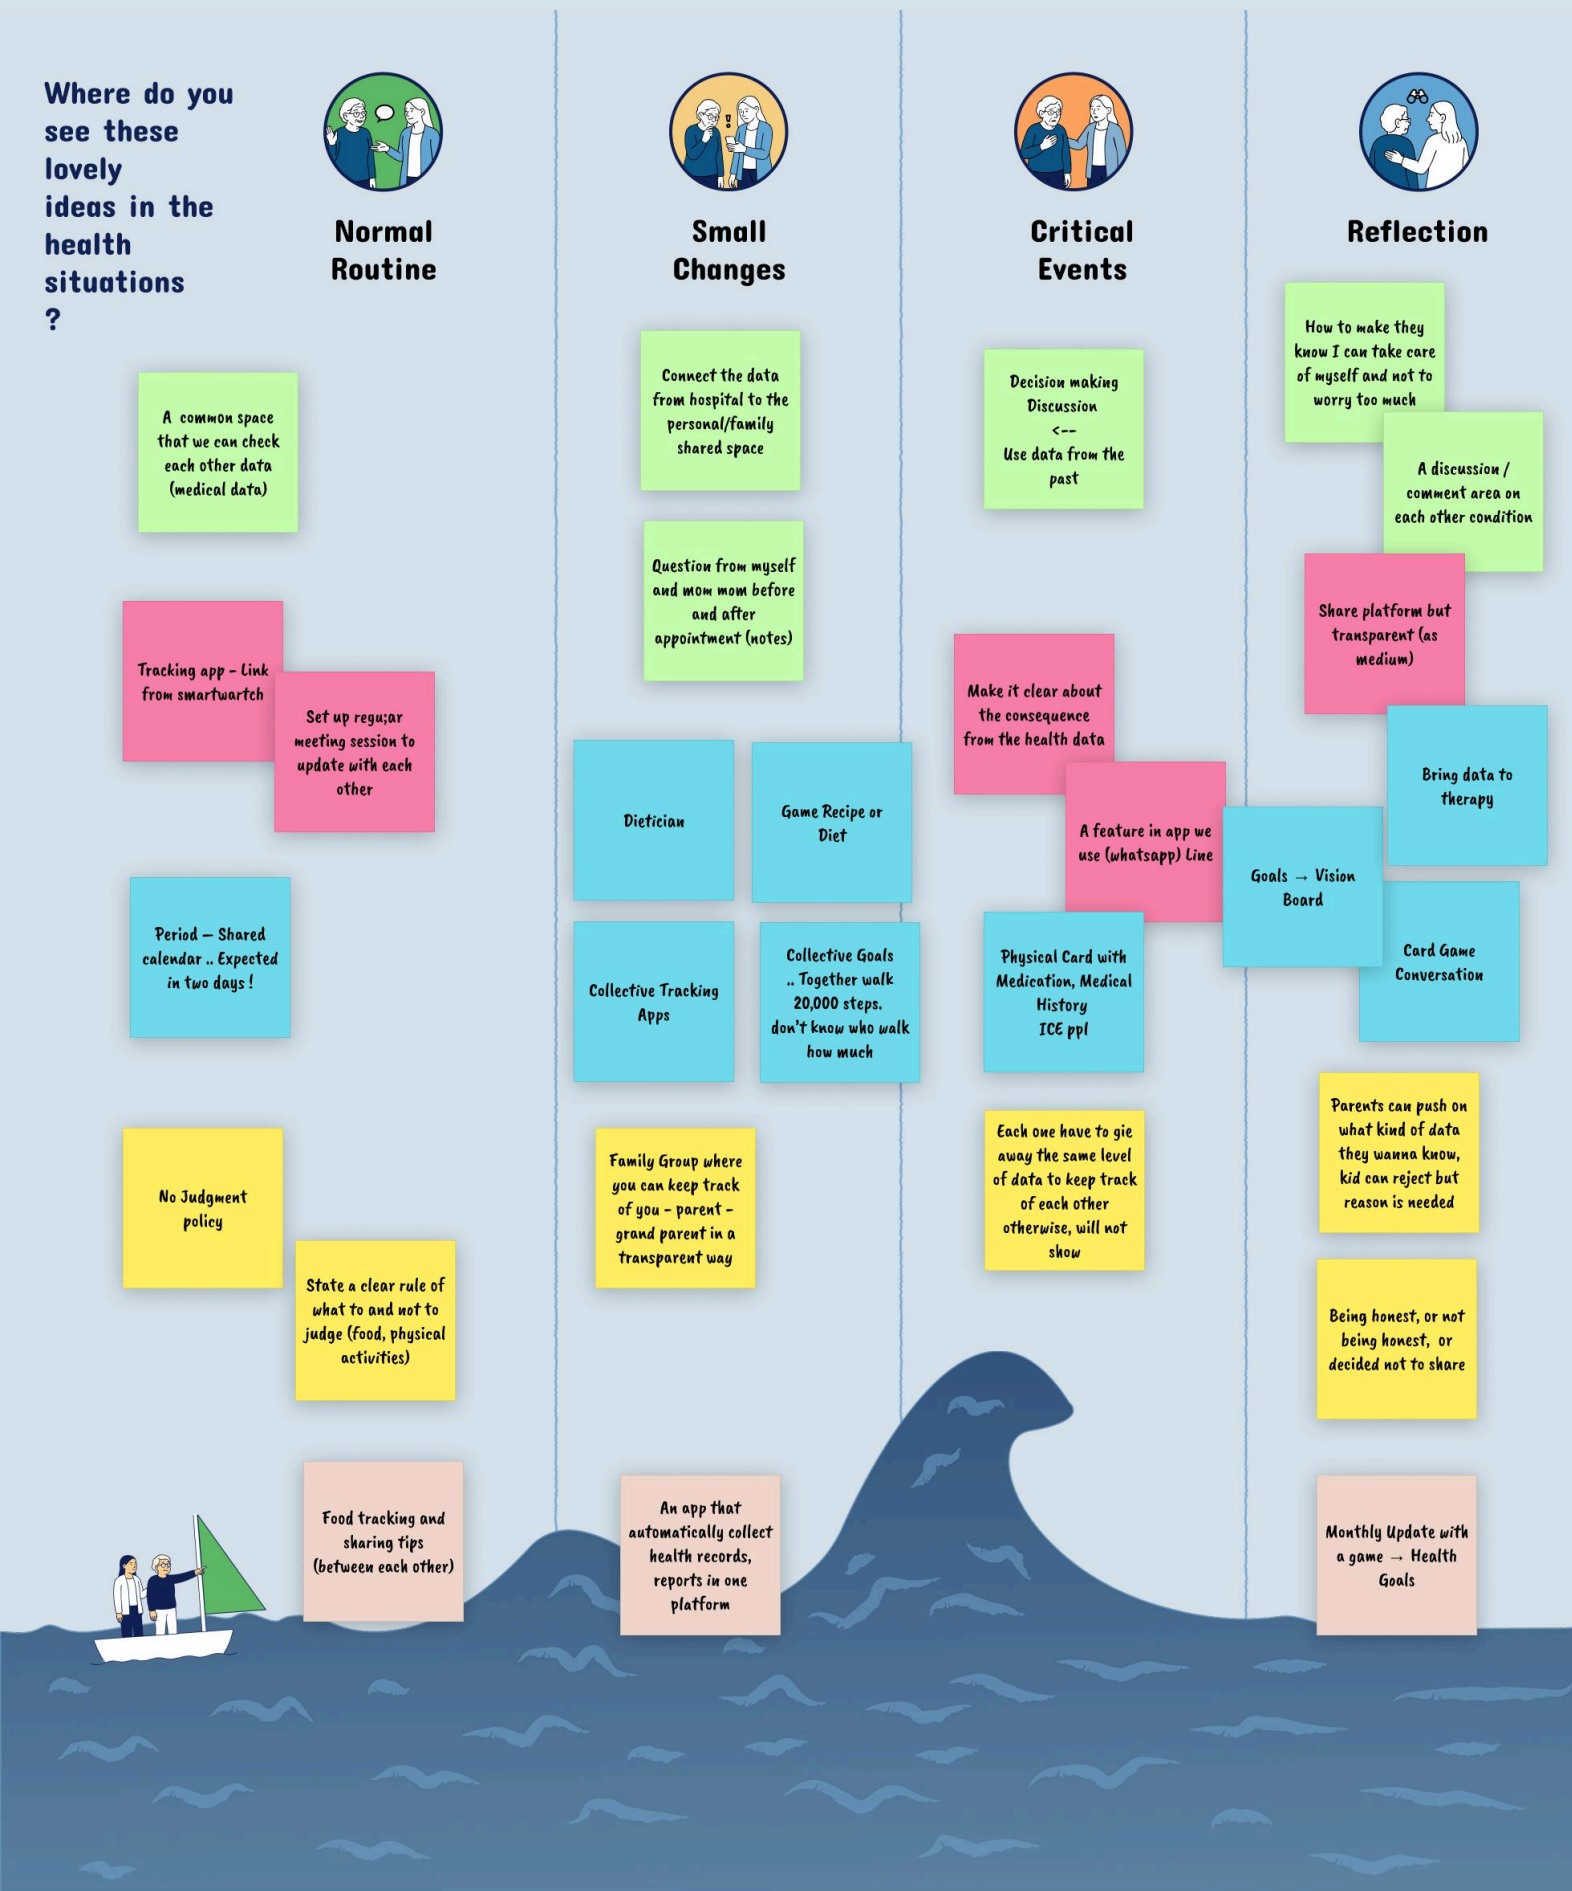 Where do you
see these
lovely
ideas in the
health
situations
?
Normal
Routine
A common space
that we can check
each other data
(medical data)
Tracking app - Link
from smartwartch
Set up regu;ar
meeting session to
update with each
other
Period – Shared
calendar .. Expected
in two days !
No Judgment
policy
State a clear rule of
what to and not to
judge (food, physical
activities)
Food tracking and
sharing tips
(between each other)
Small
Changes
Connect the data
from hospital to the
personal/family
shared space
Question from myself
and mom mom before
and after
appointment (notes)
Dietician
Game Recipe or
Diet
Collective Tracking
Apps
Collective Goals
.. Together walk
20,000 steps.
don't know who walk
how much
Family Group where
you can keep track
of you - parent -
grand parent in a
transparent way
An app that
automatically collect
health records,
reports in one
platform
Critical
Events
Decision making
Discussion
<--
Use data from the
past
Make it clear about
the consequence
from the health data
A feature in app we
use (whatsapp) Line
Physical Card with
Medication, Medical
History
ICE ppl
Each one have to gie
away the same level
of data to keep track
of each other
otherwise, will not
show
Reflection
How to make they
know I can take care
of myself and not to
worry too much
A discussion /
comment area on
each other condition
Share platform but
transparent (as
medium)
Bring data to
therapy
Goals → Vision
Board
Card Game
Conversation
Parents can push on
what kind of data
they wanna know,
kid can reject but
reason is needed
Being honest, or not
being honest, or
decided not to share
Monthly Update with
a game → Health
Goals